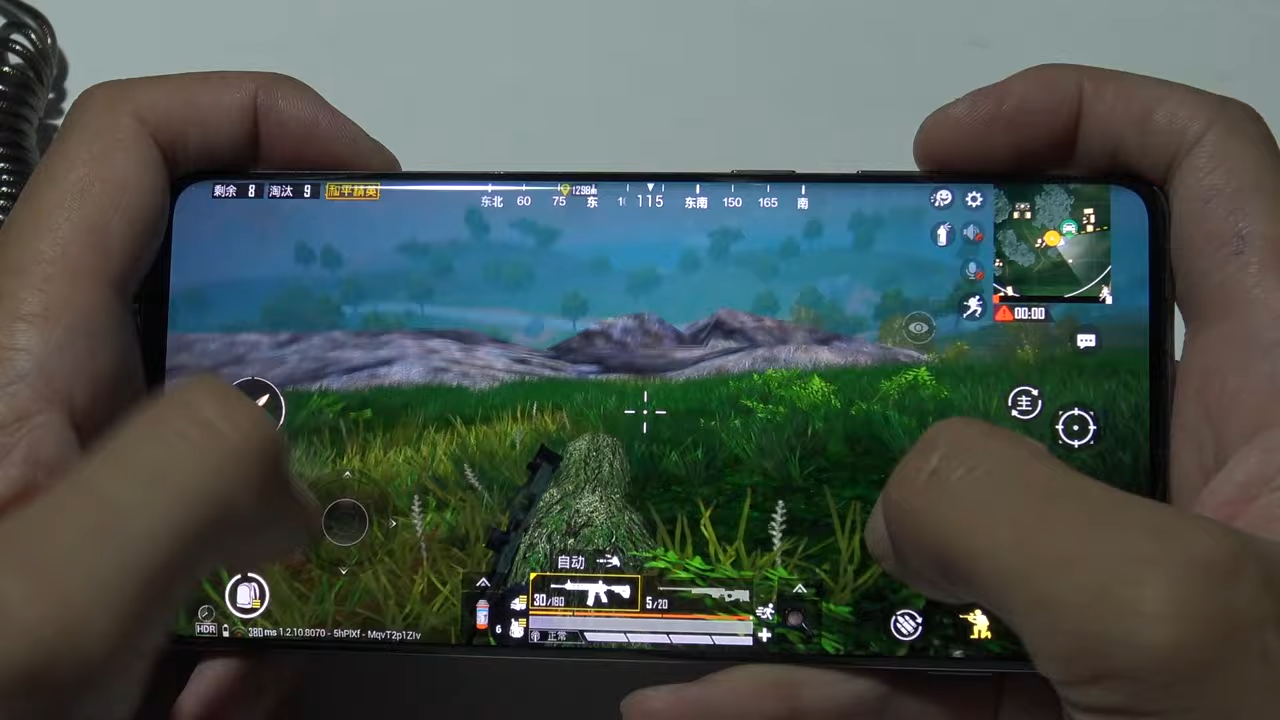 剩余 8 淘汰 9 和平精英
1298m
东北 60 75 东 115 东南 150 165 南
00:00
主
自动
30/180 5/20
6 正常
HDR 380 ms 1.2.10.8070 - 5hPlXf - MqvT2p1ZIv